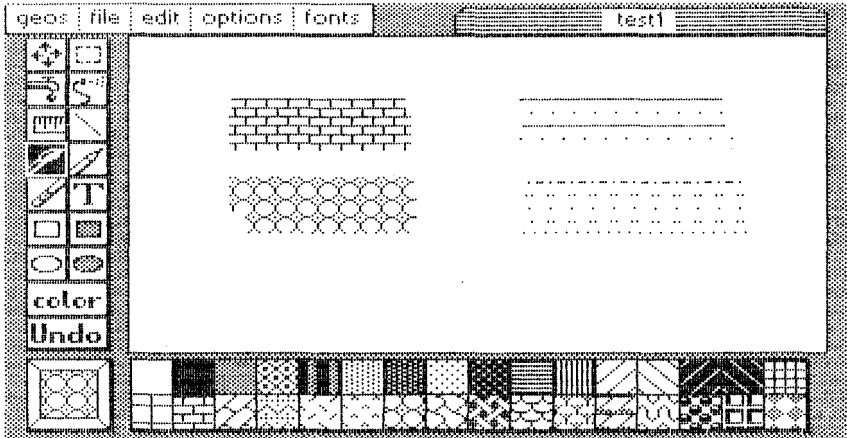 geos file edit options fonts
test1
T
color
Undo